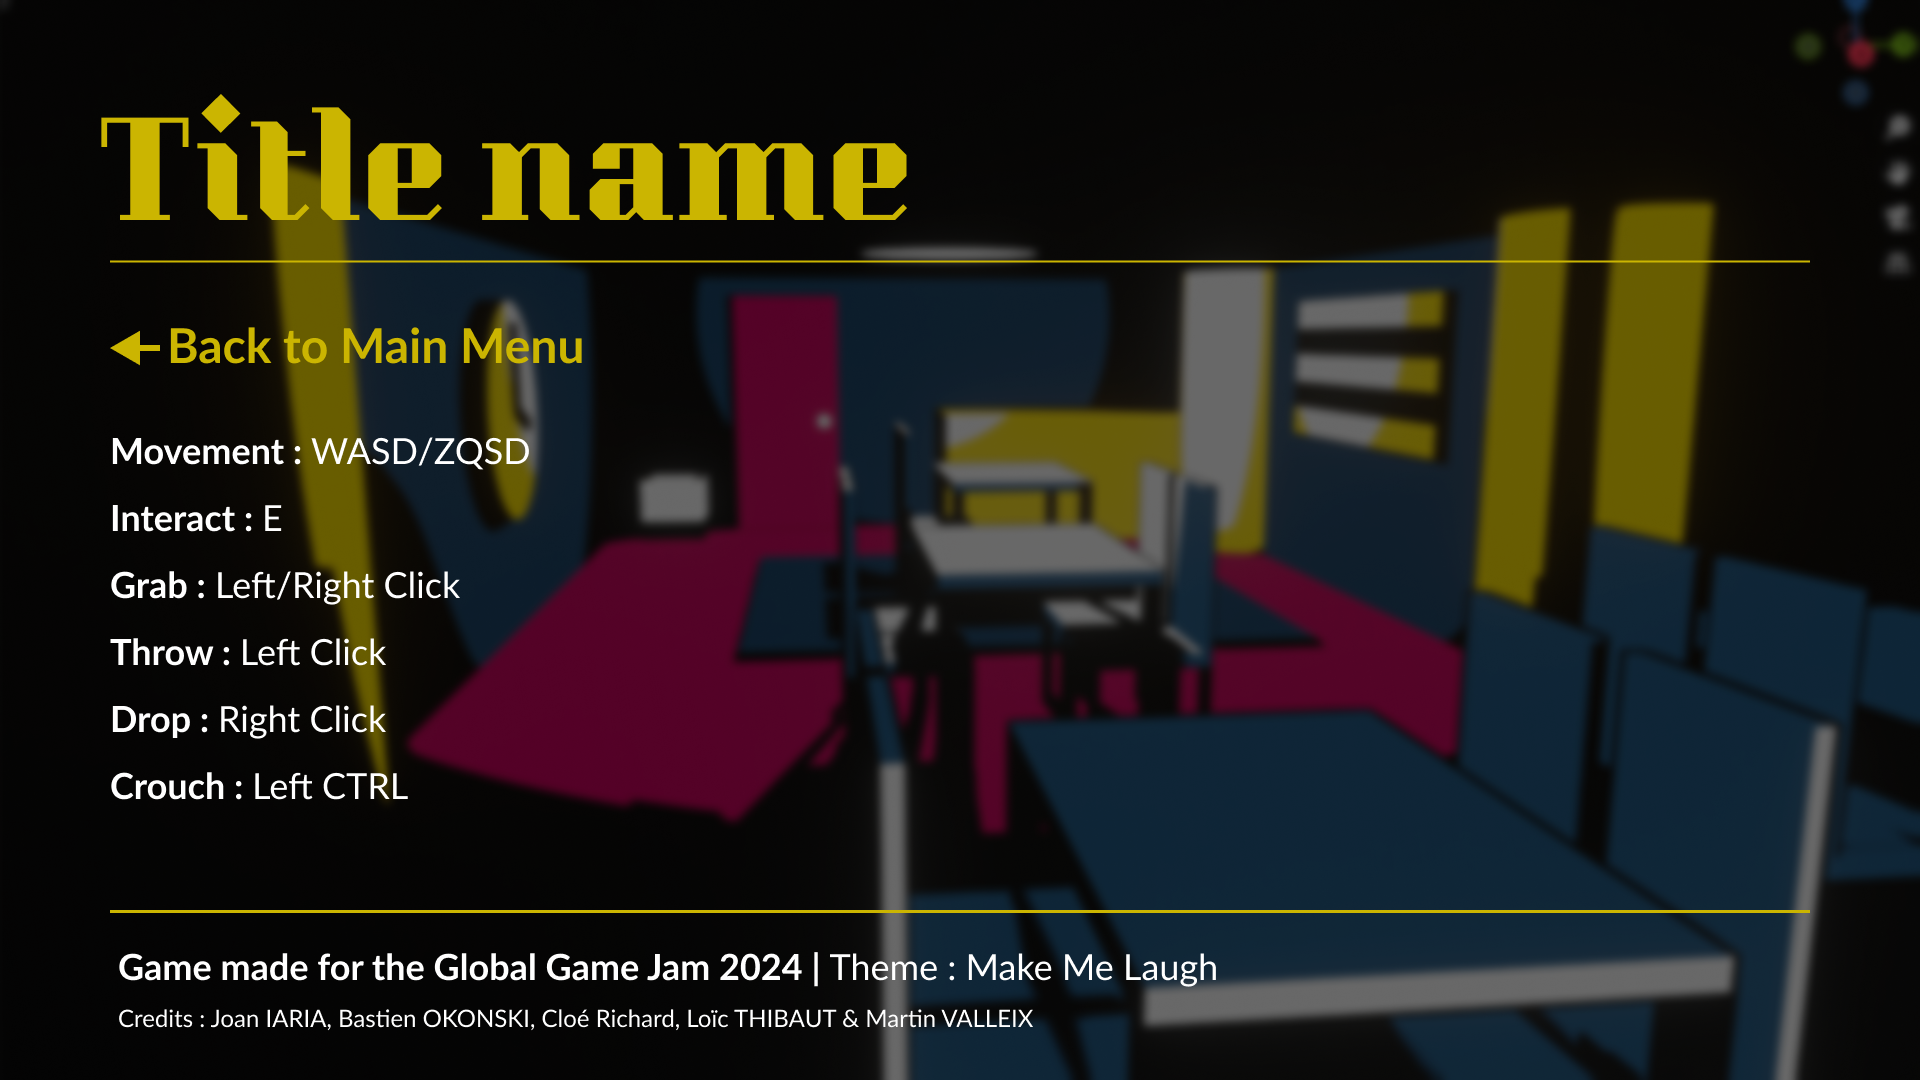 Title name
Back to Main Menu
Movement : WASD/ZQSD
Interact : E
Grab : Left/Right Click
Throw : Left Click
Drop : Right Click
Crouch : Left CTRL
Game made for the Global Game Jam 2024 | Theme : Make Me Laugh
Credits : Joan IARIA, Bastien OKONSKI, Cloé Richard, Loïc THIBAUT & Martin VALLEIX